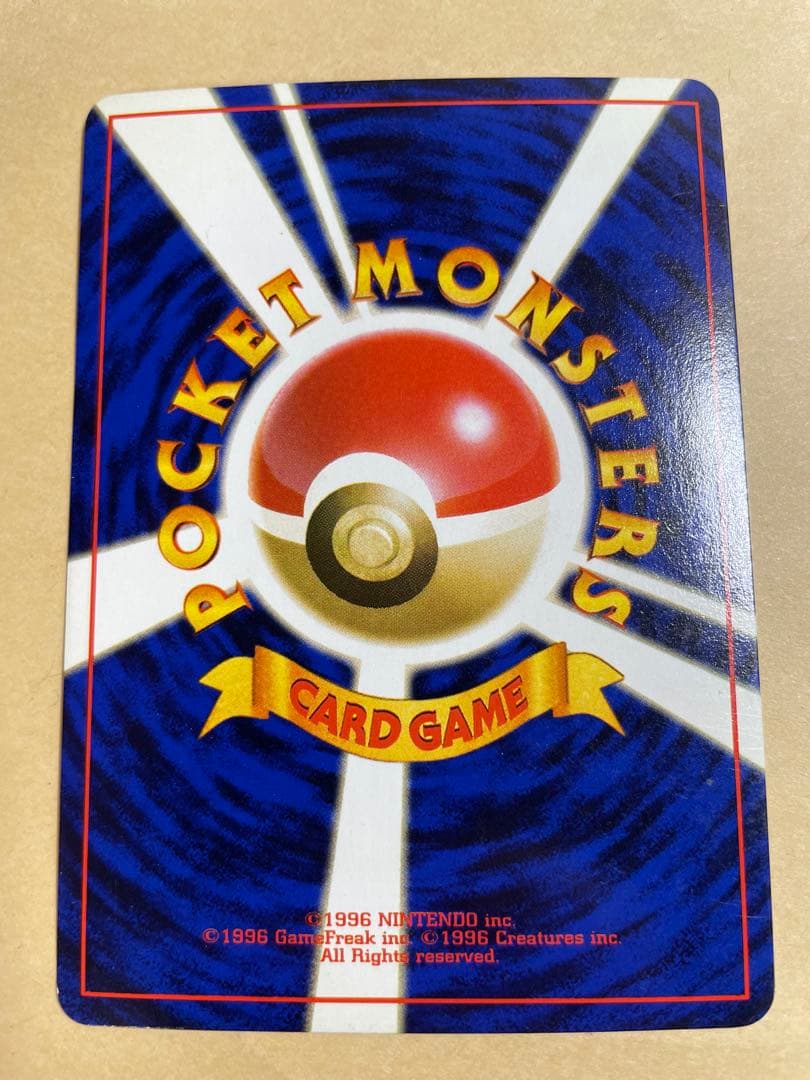 POCKET MONSTERS
CARD GAME
©1996 NINTENDO inc.
©1996 GameFreak inc. ©1996 Creatures inc.
All Rights reserved.